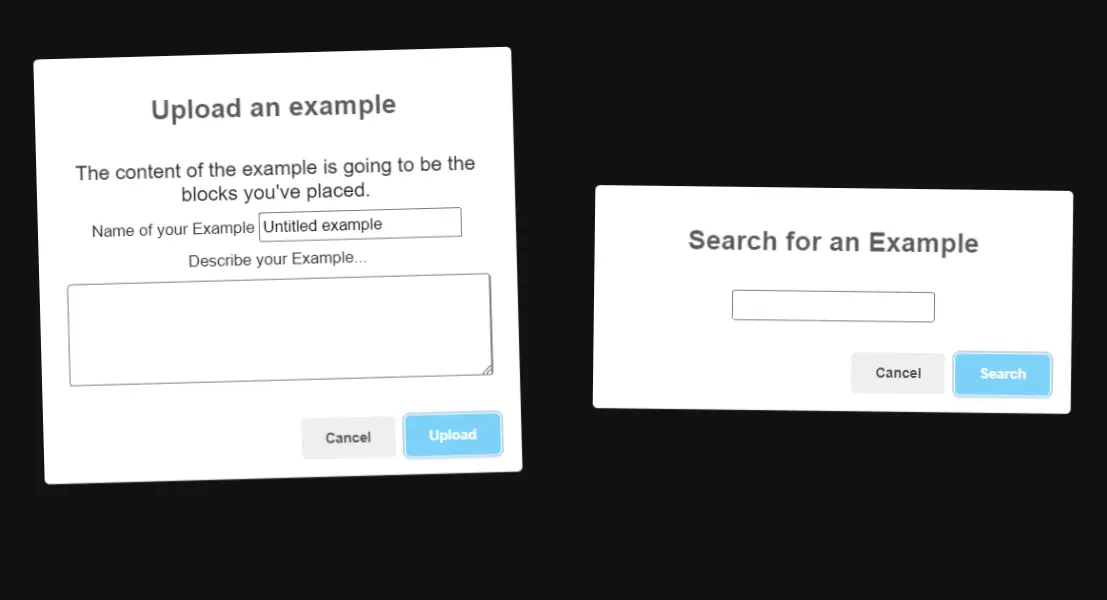 Upload an example
The content of the example is going to be the
blocks you've placed.
Name of your Example Untitled example
Describe your Example...
Cancel Upload
Search for an Example
Cancel Search